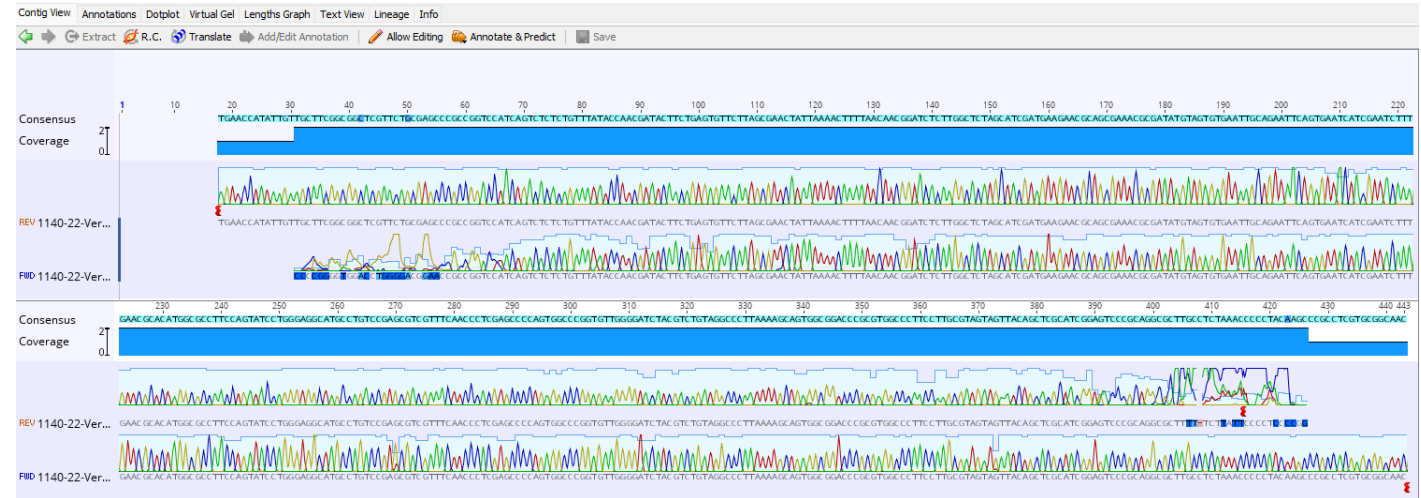 Contig View Annotations Dotplot Virtual Gel Lengths Graph Text View Lineage Info
Extract R.C. Translate Add/Edit Annotation Allow Editing Annotate & Predict Save
1 10 20 30 40 50 60 70 80 90 100 110 120 130 140 150 160 170 180 190 200 210 220
Consensus TGAACCATATTGTTGCTTCGGCGGCTCGTTCTGCGAGCCCGCCGGTCCATCAGTCTCTCTGTTTATACCAACGATACTTCTGAGTGTTCTTAGCGAACTATTAAAACTTTTAACAACGGATCTCTTGGCTCTAGCATCGATGAAGAACGCAGCGAAACGCGATATGTAGTGTGAATTGCAGAATTCAGTGAATCATCGAATCTTT
Coverage 2
0
REV 1140-22-Ver... TGAACCATATTGTTGCTTCGGCGGCTCGTTCTGCGAGCCCGCCGGTCCATCAGTCTCTCTGTTTATACCAACGATACTTCTGAGTGTTCTTAGCGAACTATTAAAACTTTTAACAACGGATCTCTTGGCTCTAGCATCGATGAAGAACGCAGCGAAACGCGATATGTAGTGTGAATTGCAGAATTCAGTGAATCATCGAATCTTT
FWD 1140-22-Ver...
230 240 250 260 270 280 290 300 310 320 330 340 350 360 370 380 390 400 410 420 430 440 443
Consensus GAACGCACATGGCGCCTTCCAGTATCCTGGGAGGCATGCCTGTCCGAGCGTCGTTTCAACCCTCGAGCCCCAGTGGCCCGGTGTTGGGGATCTACGTCTGTAGGCCCTTAAAAGCAGTGGCGGACCCGCGTGGCCCTTCCTTGCGTAGTAGTTACAGCTCGCATCGGAGTCCCGCAGGCGCTTGCCTCTAAACCCCCTACAAGCCCGCCTCGTGCGGCAAC
Coverage 2
0
REV 1140-22-Ver...
FWD 1140-22-Ver... GAACGCACATGGCGCCTTCCAGTATCCTGGGAGGCATGCCTGTCCGAGCGTCGTTTCAACCCTCGAGCCCCAGTGGCCCGGTGTTGGGGATCTACGTCTGTAGGCCCTTAAAAGCAGTGGCGGACCCGCGTGGCCCTTCCTTGCGTAGTAGTTACAGCTCGCATCGGAGTCCCGCAGGCGCTTGCCTCTAAACCCCCTACAAGCCCGCCTCGTGCGGCAAC